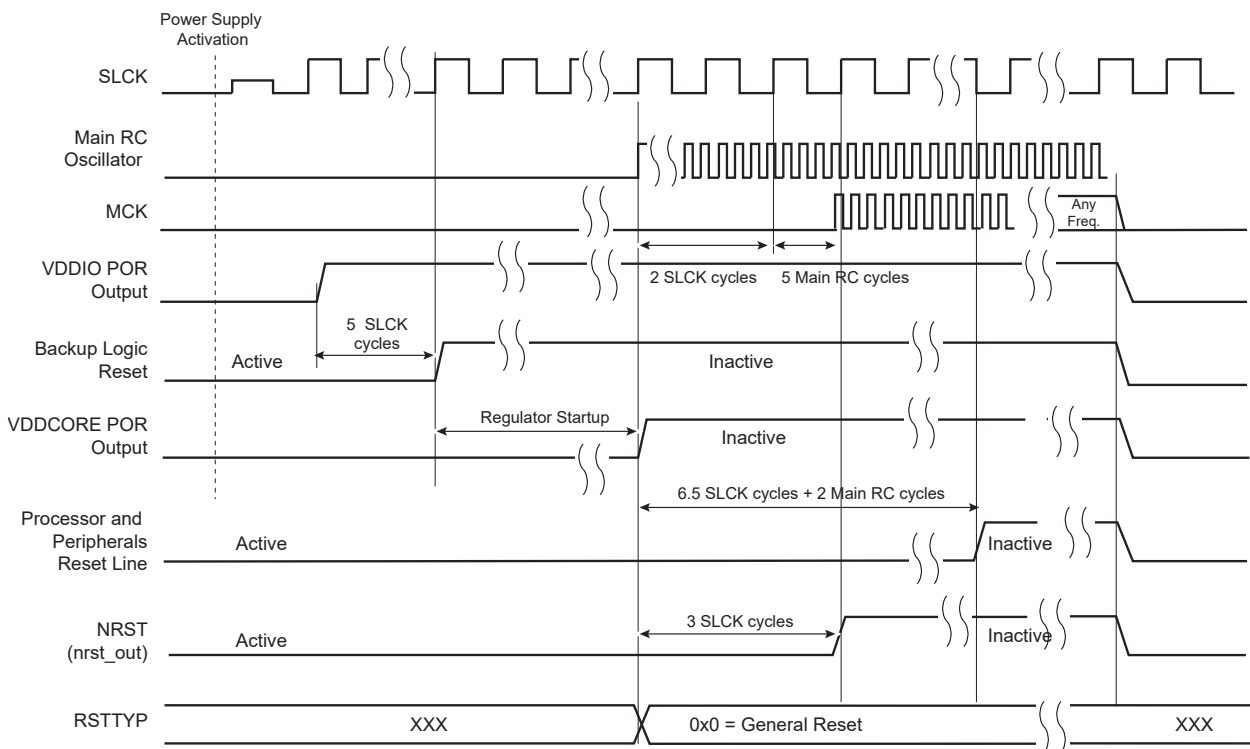 Power Supply
Activation
SLCK
Main RC
Oscillator
MCK
Any
Freq.
2 SLCK cycles
5 Main RC cycles
VDDIO POR
Output
5 SLCK
cycles
Backup Logic
Reset
Active
Inactive
Regulator Startup
VDDCORE POR
Output
Inactive
6.5 SLCK cycles + 2 Main RC cycles
Processor and
Peripherals
Reset Line
Active
Inactive
3 SLCK cycles
NRST
(nrst_out)
Active
Inactive
RSTTYP
XXX
0x0 = General Reset
XXX